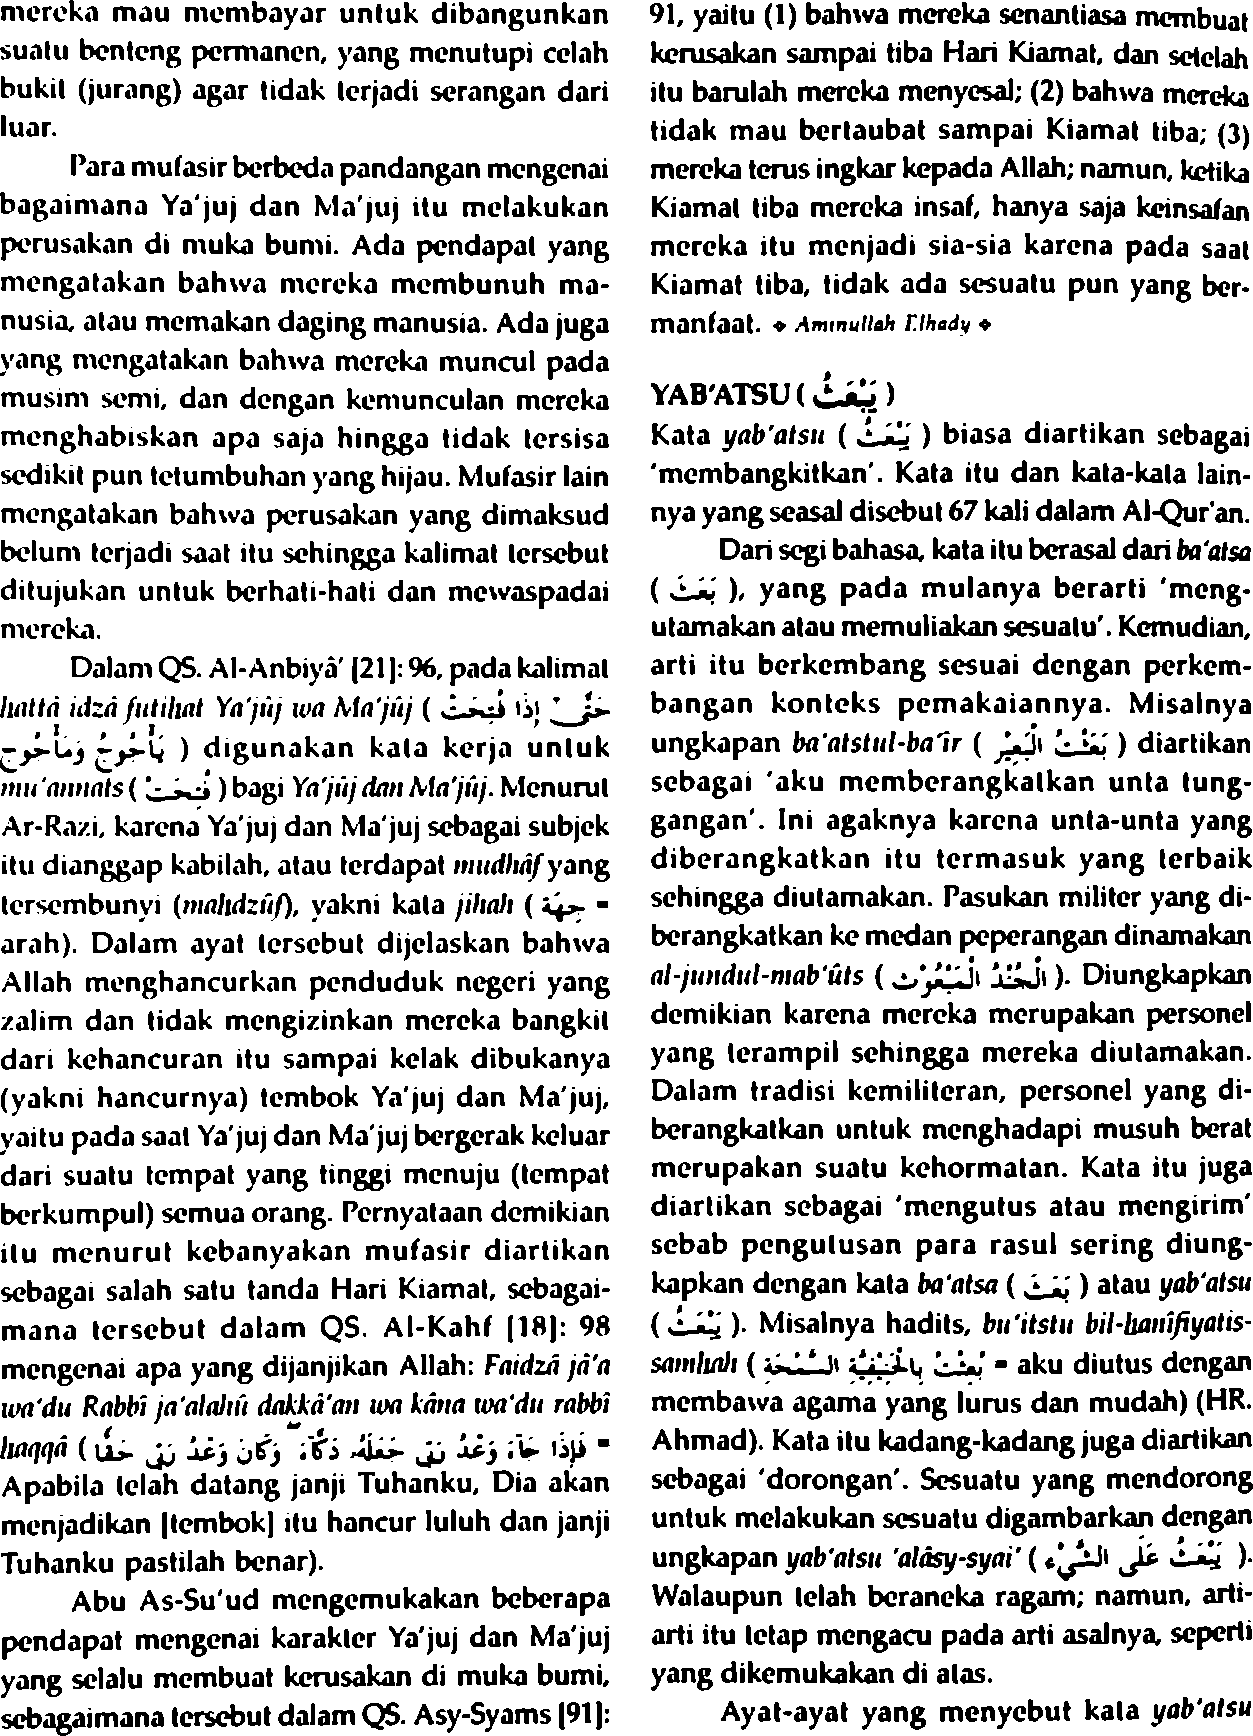 mereka mau membayar untuk dibangunkan
suatu benteng permanen, yang menutupi celah
bukit (jurang) agar tidak terjadi serangan dari
luar.
Para mufasir berbeda pandangan mengenai
bagaimana Ya'juj dan Ma'juj itu melakukan
perusakan di muka bumi. Ada pendapat yang
mengatakan bahwa mereka membunuh ma-
nusia, atau memakan daging manusia. Ada juga
yang mengatakan bahwa mereka muncul pada
musim semi, dan dengan kemunculan mereka
menghabiskan apa saja hingga tidak tersisa
sedikit pun tetumbuhan yang hijau. Mufasir lain
mengatakan bahwa perusakan yang dimaksud
belum terjadi saat itu sehingga kalimat tersebut
ditujukan untuk berhati-hati dan mewaspadai
mereka.
Dalam QS. Al-Anbiyâ' [21]: 96, pada kalimat
hattâ idzâ futihat Ya'jûj wa Ma'jûj ( حَتَّى إِذَا فُتِحَتْ
يَأْجُوجُ وَمَأْجُوجُ ) digunakan kata kerja untuk
mu'annats ( فُتِحَتْ ) bagi Ya'jûj dan Ma'jûj. Menurut
Ar-Razi, karena Ya'juj dan Ma'juj sebagai subjek
itu dianggap kabilah, atau terdapat mudhâf yang
tersembunyi (mahdzûf), yakni kata jihah ( جِهَة =
arah). Dalam ayat tersebut dijelaskan bahwa
Allah menghancurkan penduduk negeri yang
zalim dan tidak mengizinkan mereka bangkit
dari kehancuran itu sampai kelak dibukanya
(yakni hancurnya) tembok Ya'juj dan Ma'juj,
yaitu pada saat Ya'juj dan Ma'juj bergerak keluar
dari suatu tempat yang tinggi menuju (tempat
berkumpul) semua orang. Pernyataan demikian
itu menurut kebanyakan mufasir diartikan
sebagai salah satu tanda Hari Kiamat, sebagai-
mana tersebut dalam QS. Al-Kahf [18]: 98
mengenai apa yang dijanjikan Allah: Faidzâ jâ'a
wa'du Rabbî ja'alahû dakkâ'an wa kâna wa'du rabbî
haqqâ ( فَإِذَا جَاءَ وَعْدُ رَبِّي جَعَلَهُ دَكَّاءَ وَكَانَ وَعْدُ رَبِّي حَقًّا =
Apabila telah datang janji Tuhanku, Dia akan
menjadikan [tembok] itu hancur luluh dan janji
Tuhanku pastilah benar).
Abu As-Su'ud mengemukakan beberapa
pendapat mengenai karakter Ya'juj dan Ma'juj
yang selalu membuat kerusakan di muka bumi,
sebagaimana tersebut dalam QS. Asy-Syams [91]:
91, yaitu (1) bahwa mereka senantiasa membuat
kerusakan sampai tiba Hari Kiamat, dan setelah
itu barulah mereka menyesal; (2) bahwa mereka
tidak mau bertaubat sampai Kiamat tiba; (3)
mereka terus ingkar kepada Allah; namun, ketika
Kiamat tiba mereka insaf, hanya saja keinsafan
mereka itu menjadi sia-sia karena pada saat
Kiamat tiba, tidak ada sesuatu pun yang ber-
manfaat. ❖ Aminullah Elhady ❖
YAB'ATSU ( يَبْعَثُ )
Kata yab'atsu ( يَبْعَثُ ) biasa diartikan sebagai
'membangkitkan'. Kata itu dan kata-kata lain-
nya yang seasal disebut 67 kali dalam Al-Qur'an.
Dari segi bahasa, kata itu berasal dari ba'atsa
( بَعَثَ ), yang pada mulanya berarti 'meng-
utamakan atau memuliakan sesuatu'. Kemudian,
arti itu berkembang sesuai dengan perkem-
bangan konteks pemakaiannya. Misalnya
ungkapan ba'atstul-ba'îr ( بَعَثْتُ الْبَعِيْرَ ) diartikan
sebagai 'aku memberangkatkan unta tung-
gangan'. Ini agaknya karena unta-unta yang
diberangkatkan itu termasuk yang terbaik
sehingga diutamakan. Pasukan militer yang di-
berangkatkan ke medan peperangan dinamakan
al-jundul-mab'ûts ( الْجُنْدُ الْمَبْعُوْثُ ). Diungkapkan
demikian karena mereka merupakan personel
yang terampil sehingga mereka diutamakan.
Dalam tradisi kemiliteran, personel yang di-
berangkatkan untuk menghadapi musuh berat
merupakan suatu kehormatan. Kata itu juga
diartikan sebagai 'mengutus atau mengirim'
sebab pengutusan para rasul sering diung-
kapkan dengan kata ba'atsa ( بَعَثَ ) atau yab'atsu
( يَبْعَثُ ). Misalnya hadits, bu'itstu bil-hanîfiyatis-
samhah ( بُعِثْتُ بِالْحَنِيْفِيَّةِ السَّمْحَةِ = aku diutus dengan
membawa agama yang lurus dan mudah) (HR.
Ahmad). Kata itu kadang-kadang juga diartikan
sebagai 'dorongan'. Sesuatu yang mendorong
untuk melakukan sesuatu digambarkan dengan
ungkapan yab'atsu 'alâsy-syai' ( يَبْعَثُ عَلَى الشَّيْءِ ).
Walaupun telah beraneka ragam; namun, arti-
arti itu tetap mengacu pada arti asalnya, seperti
yang dikemukakan di atas.
Ayat-ayat yang menyebut kata yab'atsu